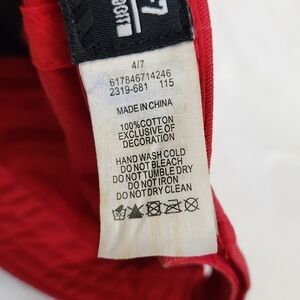 4/7
617846714246
2319-681 115
MADE IN CHINA
100%COTTON
EXCLUSIVE OF
DECORATION
HAND WASH COLD
DO NOT BLEACH
DO NOT TUMBLE DRY
DO NOT IRON
DO NOT DRY CLEAN